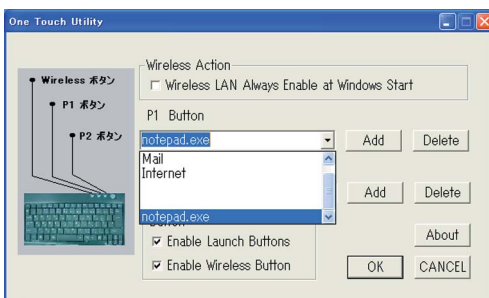 One Touch Utility
Wireless ボタン
P1 ボタン
P2 ボタン
Wireless Action
Wireless LAN Always Enable at Windows Start
P1 Button
notepad.exe
Add
Delete
Mail
Internet
notepad.exe
Add
Delete
Button
Enable Launch Buttons
Enable Wireless Button
About
OK
CANCEL